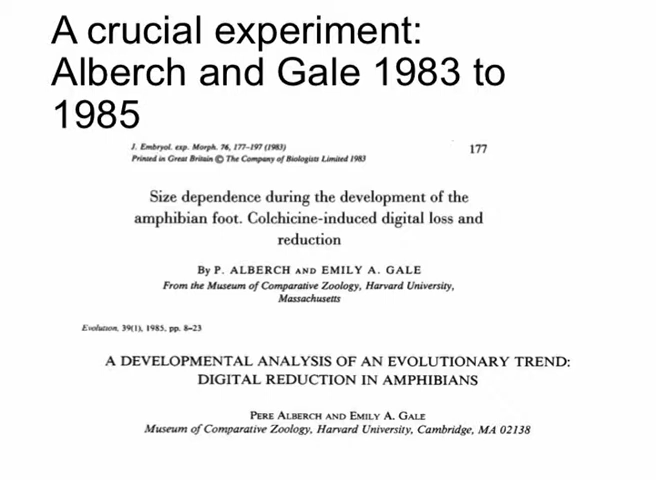 A crucial experiment:
Alberch and Gale 1983 to
1985
J. Embryol. exp. Morph. 76, 177–197 (1983)
177
Printed in Great Britain © The Company of Biologists Limited 1983
Size dependence during the development of the
amphibian foot. Colchicine-induced digital loss and
reduction
By P. ALBERCH AND EMILY A. GALE
From the Museum of Comparative Zoology, Harvard University,
Massachusetts
Evolution, 39(1), 1985, pp. 8–23
A DEVELOPMENTAL ANALYSIS OF AN EVOLUTIONARY TREND:
DIGITAL REDUCTION IN AMPHIBIANS
PERE ALBERCH AND EMILY A. GALE
Museum of Comparative Zoology, Harvard University, Cambridge, MA 02138